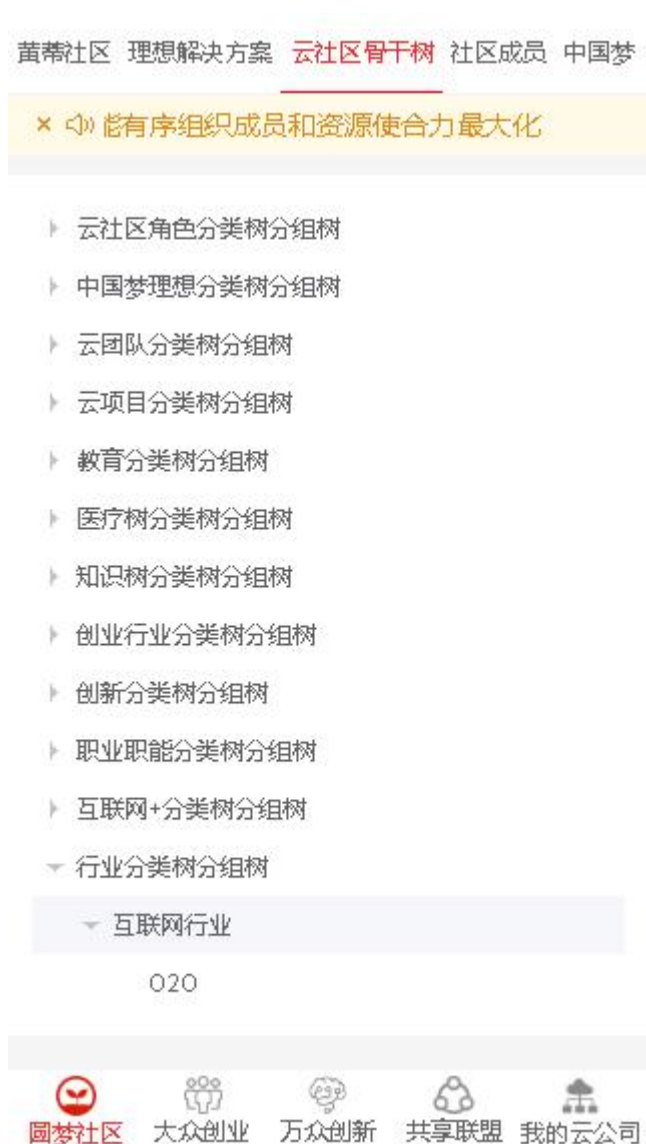 黄蒂社区 理想解决方案 云社区骨干树 社区成员 中国梦
能有序组织成员和资源使合力最大化
云社区角色分类树分组树
中国梦理想分类树分组树
云团队分类树分组树
云项目分类树分组树
教育分类树分组树
医疗树分类树分组树
知识树分类树分组树
创业行业分类树分组树
创新分类树分组树
职业职能分类树分组树
互联网+分类树分组树
行业分类树分组树
互联网行业
O2O
圆梦社区 大众创业 万众创新 共享联盟 我的云公司